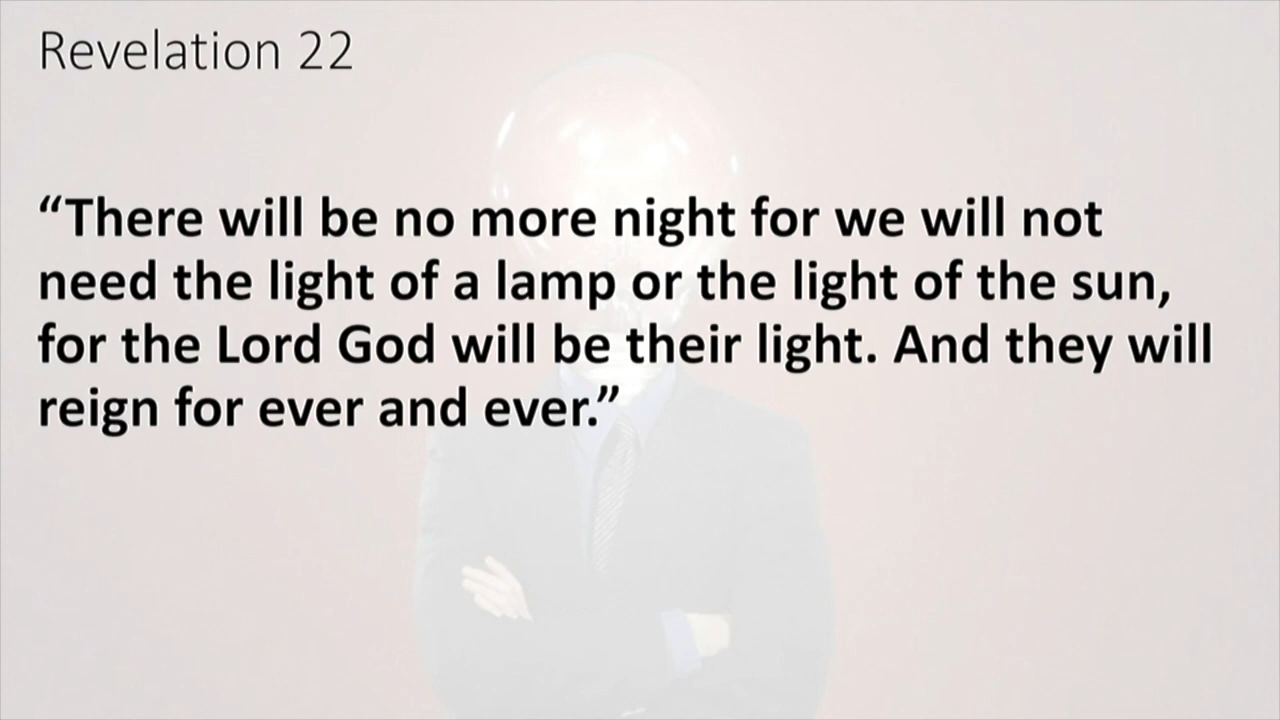 Revelation 22
“There will be no more night for we will not
need the light of a lamp or the light of the sun,
for the Lord God will be their light. And they will
reign for ever and ever.”